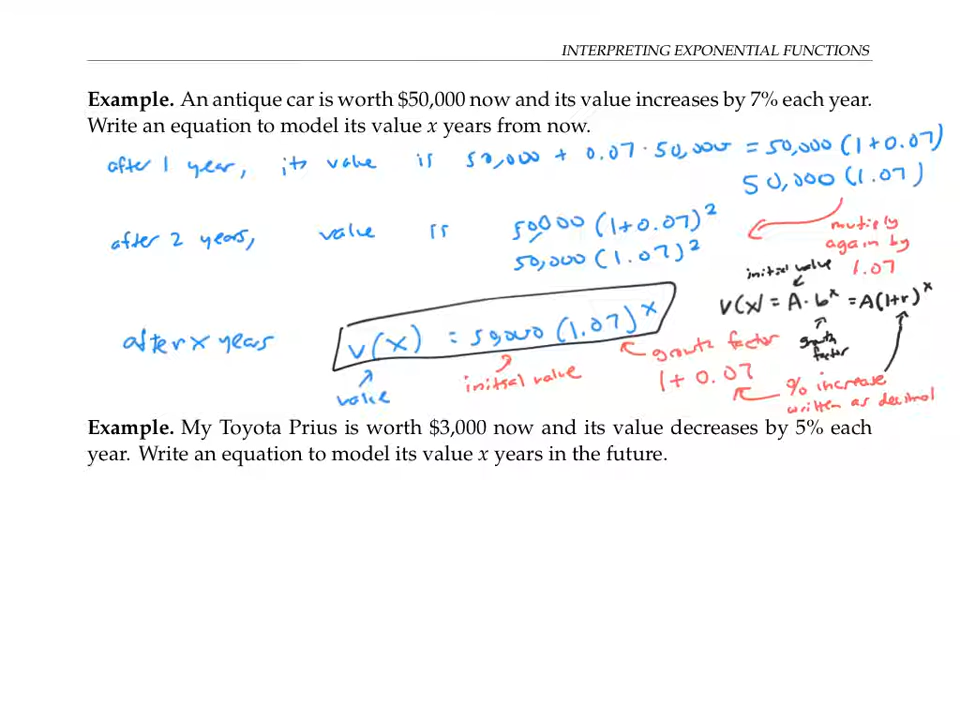 INTERPRETING EXPONENTIAL FUNCTIONS
Example. An antique car is worth $50,000 now and its value increases by 7% each year.
Write an equation to model its value x years from now.
after 1 year, its value is 50,000 + 0.07 · 50,000 = 50,000 (1+0.07)
50,000 (1.07)
after 2 years, value is 50,000 (1+0.07)²
50,000 (1.07)²
mutiply
again by
1.07
initial value
V(x) = A · b^x = A(1+r)^x
growth
factor
after x years V(x) = 50,000 (1.07)^x
growth factor
1 + 0.07
initial value
value
% increase
written as decimal
Example. My Toyota Prius is worth $3,000 now and its value decreases by 5% each
year. Write an equation to model its value x years in the future.